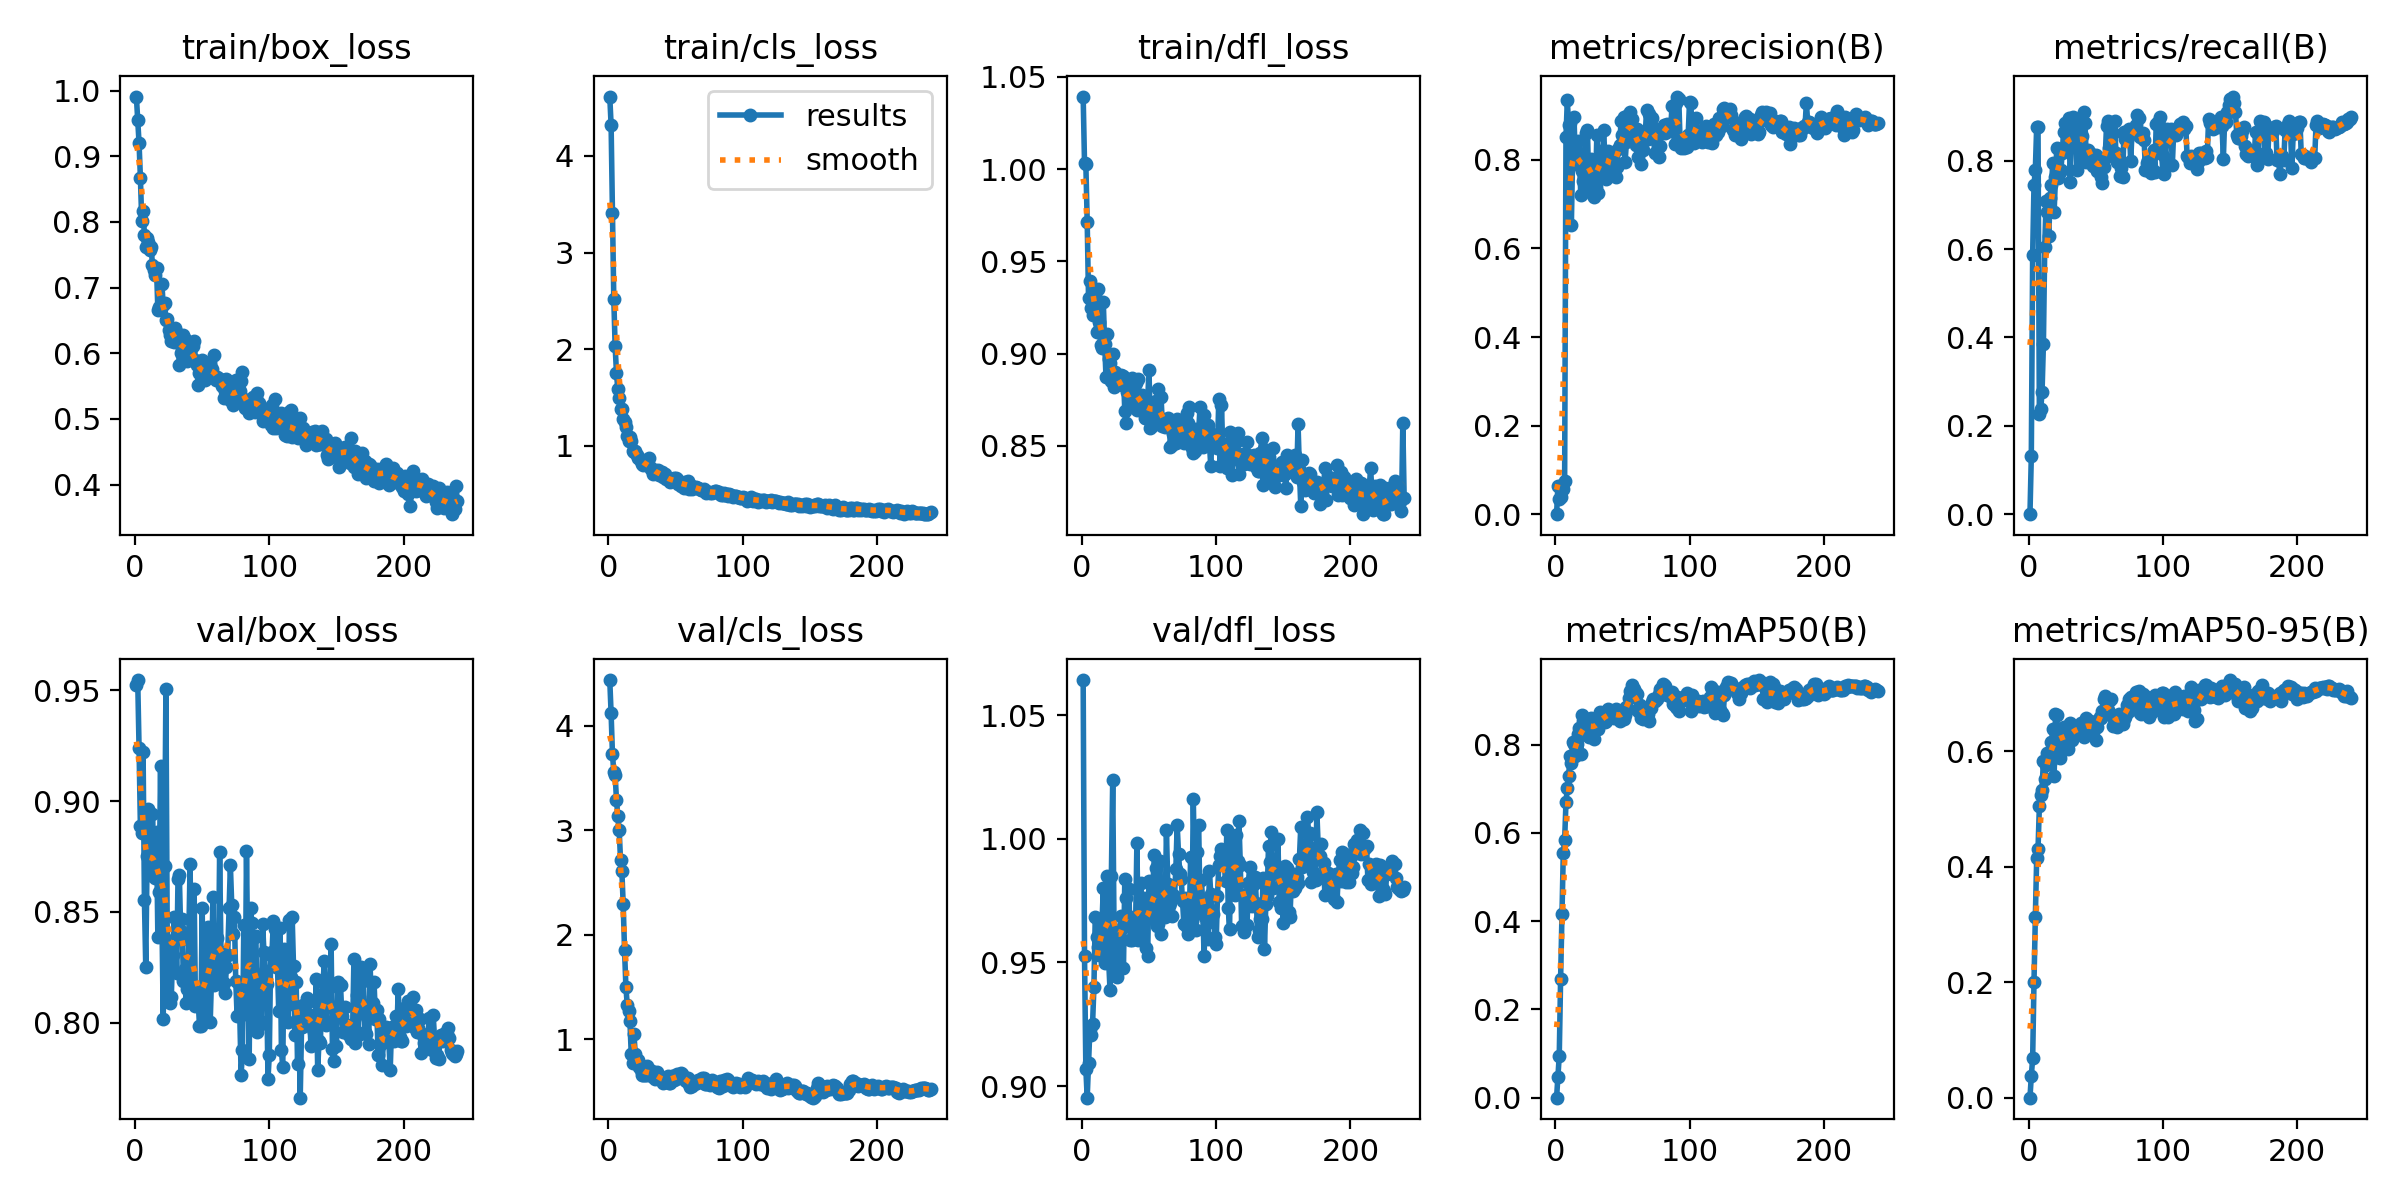 train/box_loss
1.0
0.9
0.8
0.7
0.6
0.5
0.4
0 100 200
train/cls_loss
results
smooth
4
3
2
1
0 100 200
train/dfl_loss
1.05
1.00
0.95
0.90
0.85
0 100 200
metrics/precision(B)
0.8
0.6
0.4
0.2
0.0
0 100 200
metrics/recall(B)
0.8
0.6
0.4
0.2
0.0
0 100 200
val/box_loss
0.95
0.90
0.85
0.80
0 100 200
val/cls_loss
4
3
2
1
0 100 200
val/dfl_loss
1.05
1.00
0.95
0.90
0 100 200
metrics/mAP50(B)
0.8
0.6
0.4
0.2
0.0
0 100 200
metrics/mAP50-95(B)
0.6
0.4
0.2
0.0
0 100 200